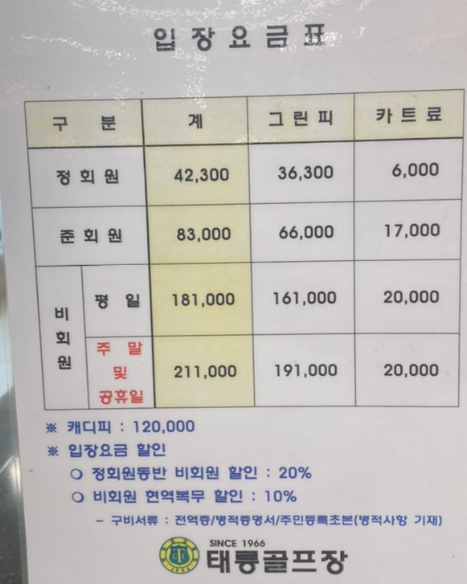 입장요금표
구 분 계 그린피 카트료
정회원 42,300 36,300 6,000
준회원 83,000 66,000 17,000
비회원 평 일 181,000 161,000 20,000
주 말 및 공휴일 211,000 191,000 20,000
※ 캐디피 : 120,000
※ 입장요금 할인
○ 정회원동반 비회원 할인 : 20%
○ 비회원 현역복무 할인 : 10%
- 구비서류 : 전역증/병적증명서/주민등록초본(병적사항 기재)
SINCE 1966
태릉골프장